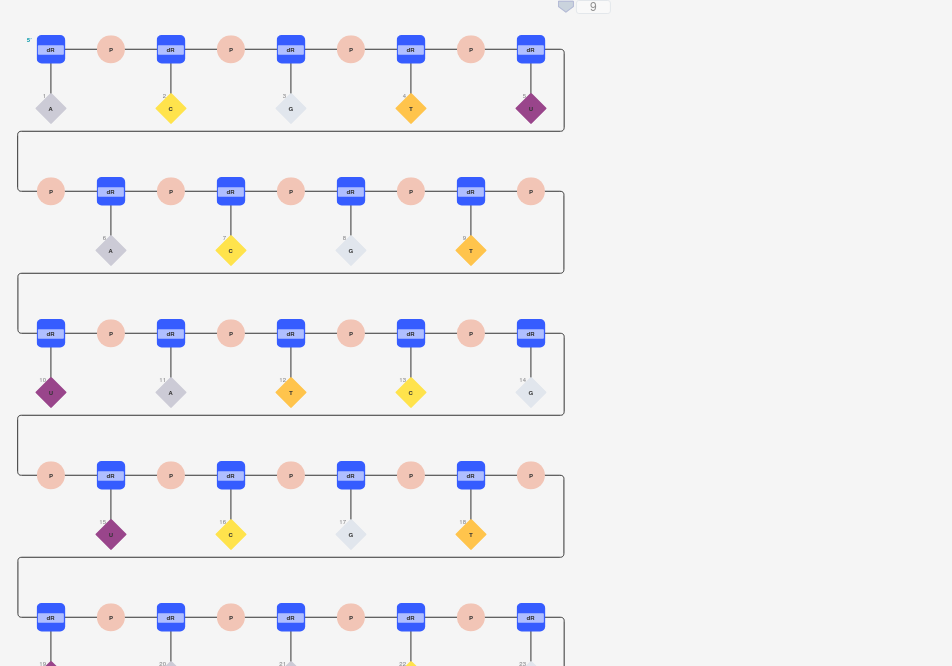 9
5' dR P dR P dR P dR P dR
1 2 3 4 5
A C G T U
P dR P dR P dR P dR P
6 7 8 9
A C G T
dR P dR P dR P dR P dR
10 11 12 13 14
U A T C G
P dR P dR P dR P dR P
15 16 17 18
U C G T
dR P dR P dR P dR P dR
19 20 21 22 23